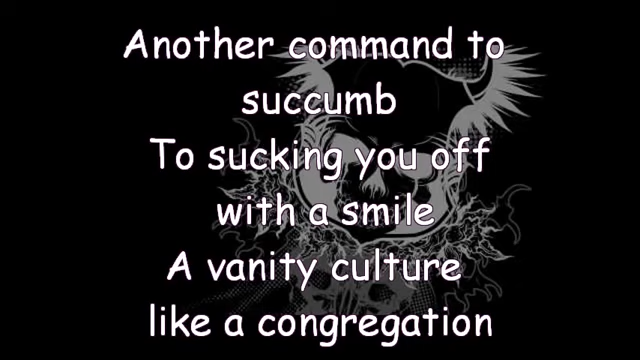 Another command to
succumb
To sucking you off
with a smile
A vanity culture
like a congregation